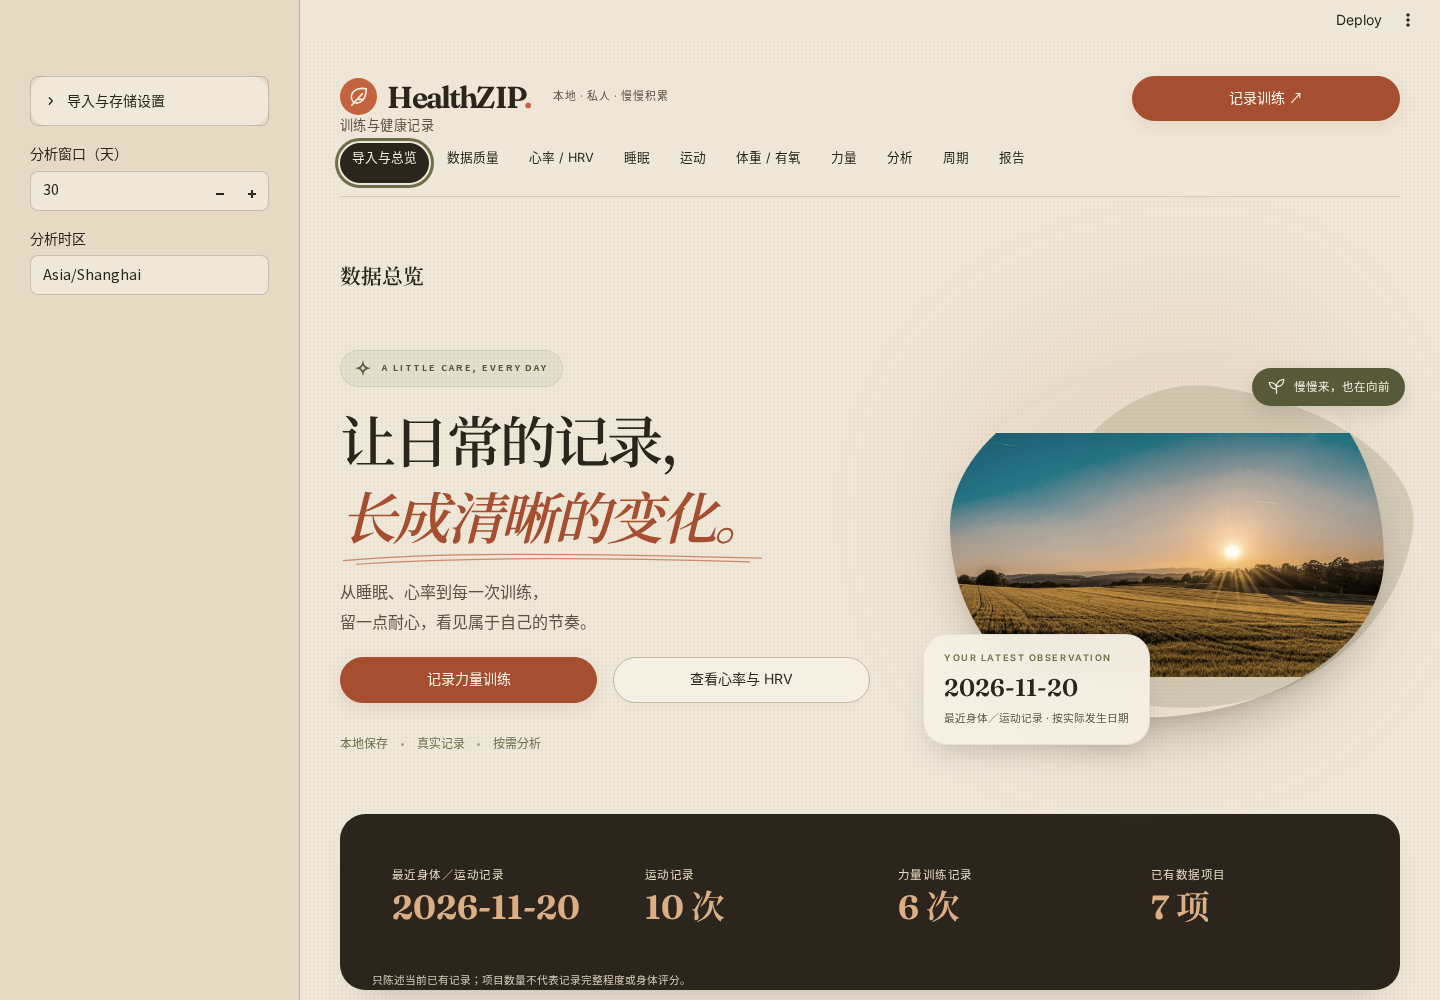 Deploy
导入与存储设置
分析窗口（天）
30
分析时区
Asia/Shanghai
HealthZIP.
本地 · 私人 · 慢慢积累
记录训练 ↗
训练与健康记录
导入与总览 数据质量 心率 / HRV 睡眠 运动 体重 / 有氧 力量 分析 周期 报告
数据总览
A LITTLE CARE, EVERY DAY
慢慢来，也在向前
让日常的记录，
长成清晰的变化。
从睡眠、心率到每一次训练，
留一点耐心，看见属于自己的节奏。
记录力量训练
查看心率与 HRV
本地保存 • 真实记录 • 按需分析
YOUR LATEST OBSERVATION
2026-11-20
最近身体／运动记录 · 按实际发生日期
最近身体／运动记录
2026-11-20
运动记录
10 次
力量训练记录
6 次
已有数据项目
7 项
只陈述当前已有记录；项目数量不代表记录完整程度或身体评分。